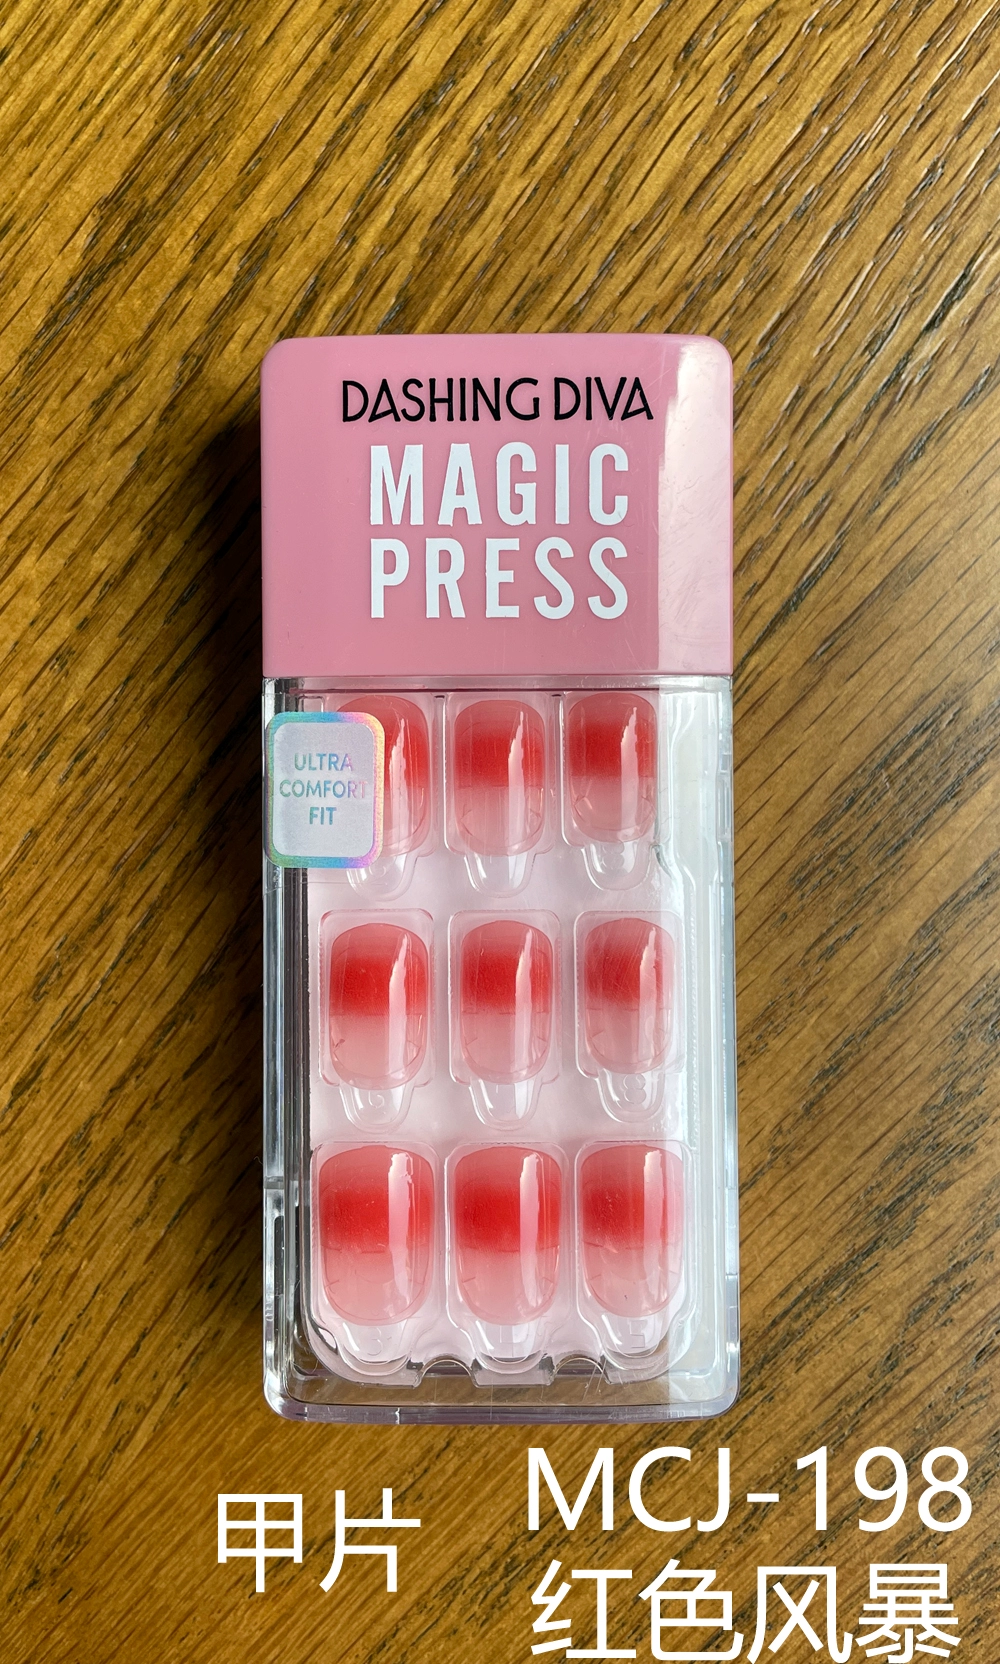 DASHING DIVA
MAGIC
PRESS
ULTRA
COMFORT
FIT
甲片
MCJ-198
红色风暴